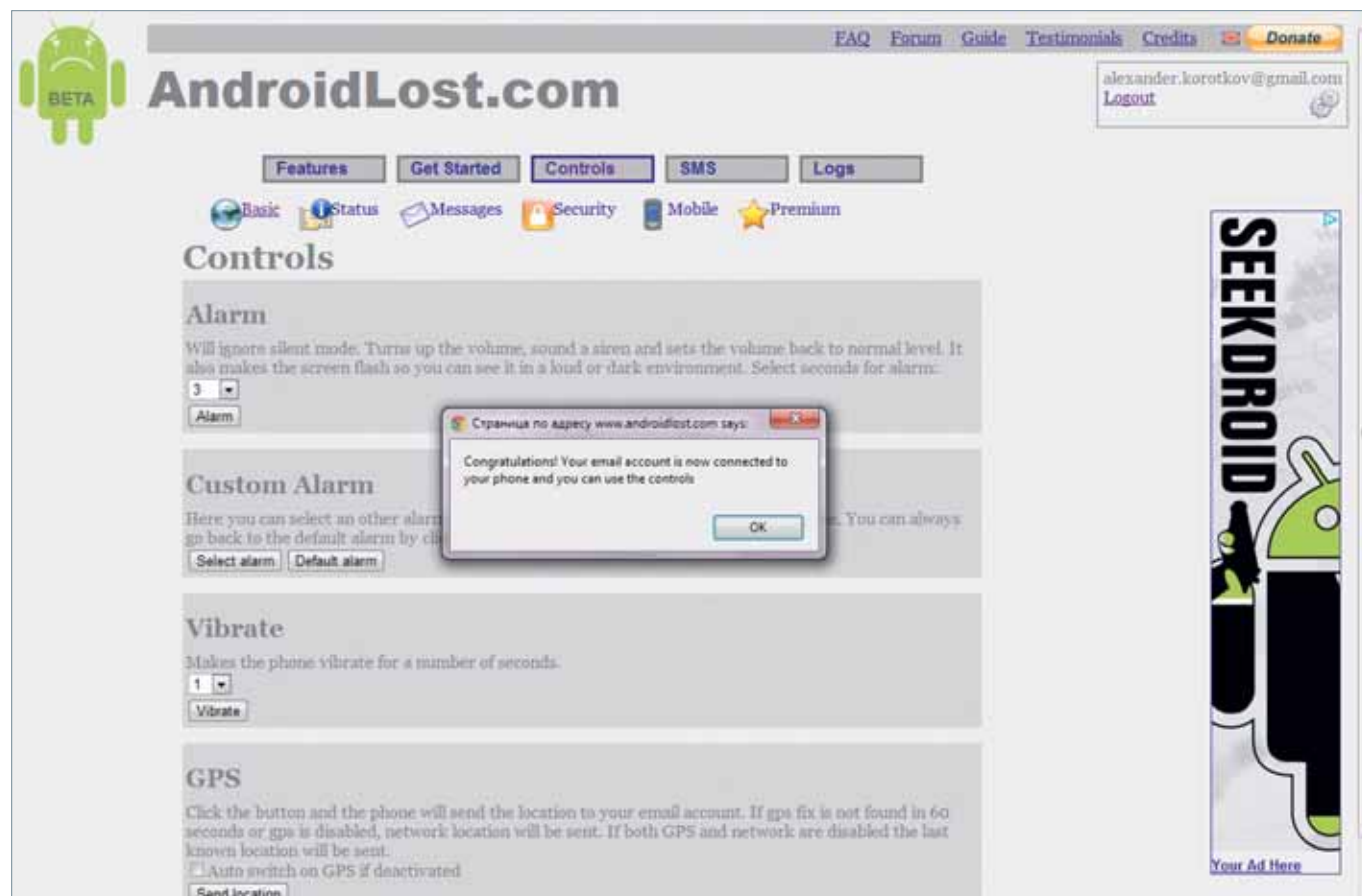 FAQ Forum Guide Testimonials Credits Donate
BETA
AndroidLost.com
alexander.korotkov@gmail.com
Logout
Features Get Started Controls SMS Logs
Basic Status Messages Security Mobile Premium
Controls
Alarm
Will ignore silent mode. Turns up the volume, sound a siren and sets the volume back to normal level. It
also makes the screen flash so you can see it in a loud or dark environment. Select seconds for alarm:
3
Alarm
Страница по адресу www.androidlost.com says:
Congratulations! Your email account is now connected to
your phone and you can use the controls
OK
Custom Alarm
Here you can select an other alarm e. You can always
go back to the default alarm by cli
Select alarm Default alarm
Vibrate
Makes the phone vibrate for a number of seconds.
1
Vibrate
GPS
Click the button and the phone will send the location to your email account. If gps fix is not found in 60
seconds or gps is disabled, network location will be sent. If both GPS and network are disabled the last
known location will be sent.
Auto switch on GPS if deactivated
Send location
SEEKDROID
Your Ad Here